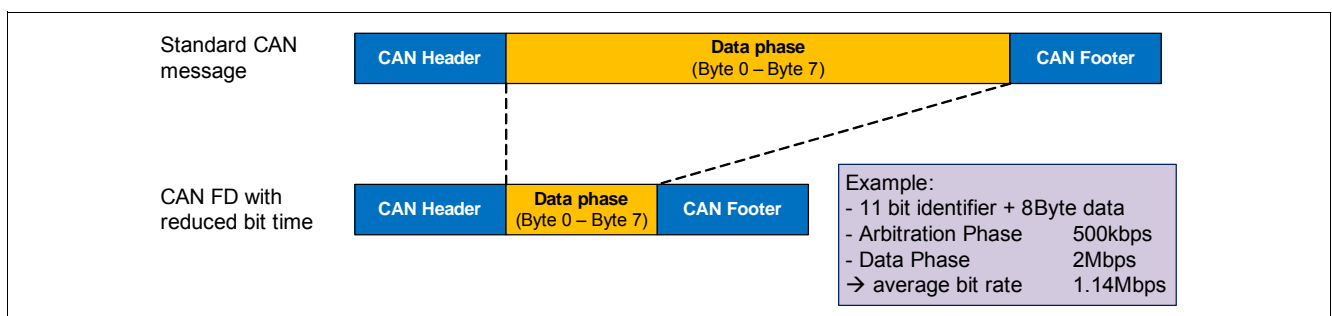 Standard CAN
message
CAN Header
Data phase
(Byte 0 – Byte 7)
CAN Footer
CAN FD with
reduced bit time
CAN Header
Data phase
(Byte 0 – Byte 7)
CAN Footer
Example:
- 11 bit identifier + 8Byte data
- Arbitration Phase 500kbps
- Data Phase 2Mbps
→ average bit rate 1.14Mbps